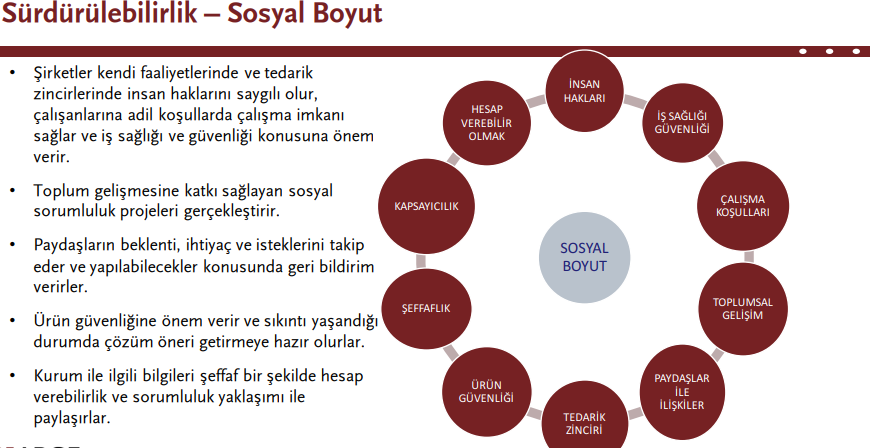 Sürdürülebilirlik – Sosyal Boyut
• Şirketler kendi faaliyetlerinde ve tedarik
zincirlerinde insan haklarını saygılı olur,
çalışanlarına adil koşullarda çalışma imkanı
sağlar ve iş sağlığı ve güvenliği konusuna önem
verir.
• Toplum gelişmesine katkı sağlayan sosyal
sorumluluk projeleri gerçekleştirir.
• Paydaşların beklenti, ihtiyaç ve isteklerini takip
eder ve yapılabilecekler konusunda geri bildirim
verirler.
• Ürün güvenliğine önem verir ve sıkıntı yaşandığı
durumda çözüm öneri getirmeye hazır olurlar.
• Kurum ile ilgili bilgileri şeffaf bir şekilde hesap
verebilirlik ve sorumluluk yaklaşımı ile
paylaşırlar.
İNSAN
HAKLARI
İŞ SAĞLIĞI
GÜVENLİĞİ
ÇALIŞMA
KOŞULLARI
TOPLUMSAL
GELİŞİM
PAYDAŞLAR
İLE
İLİŞKİLER
TEDARİK
ZİNCİRİ
ÜRÜN
GÜVENLİĞİ
ŞEFFAFLIK
KAPSAYICILIK
HESAP
VEREBİLİR
OLMAK
SOSYAL
BOYUT